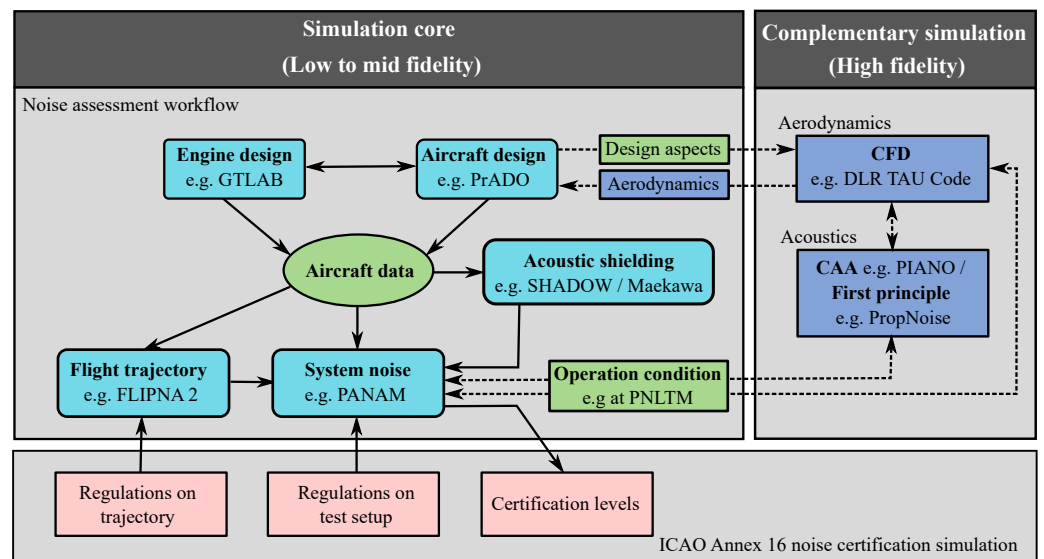 Simulation core
(Low to mid fidelity)
Complementary simulation
(High fidelity)
Noise assessment workflow
Engine design
e.g. GTLAB
Aircraft design
e.g. PrADO
Design aspects
Aerodynamics
Aerodynamics
CFD
e.g. DLR TAU Code
Aircraft data
Acoustic shielding
e.g. SHADOW / Maekawa
Acoustics
CAA e.g. PIANO /
First principle
e.g. PropNoise
Flight trajectory
e.g. FLIPNA 2
System noise
e.g. PANAM
Operation condition
e.g at PNLTM
Regulations on
trajectory
Regulations on
test setup
Certification levels
ICAO Annex 16 noise certification simulation